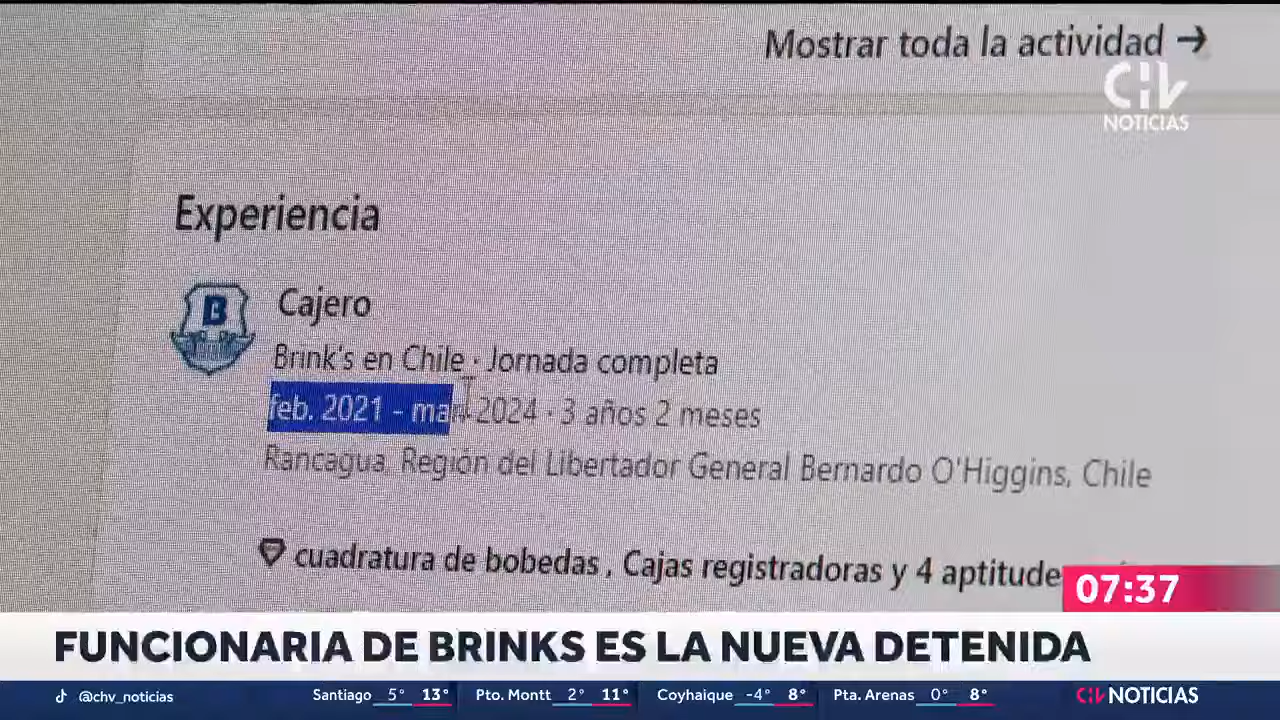 Mostrar toda la actividad →
CHV
NOTICIAS
Experiencia
B
Cajero
Brink's en Chile · Jornada completa
feb. 2021 - mar. 2024 · 3 años 2 meses
Rancagua, Región del Libertador General Bernardo O'Higgins, Chile
cuadratura de bobedas, Cajas registradoras y 4 aptitude
07:37
FUNCIONARIA DE BRINKS ES LA NUEVA DETENIDA
@chv_noticias Santiago 5° 13° Pto. Montt 2° 11° Coyhaique -4° 8° Pta. Arenas 0° 8° CHV NOTICIAS